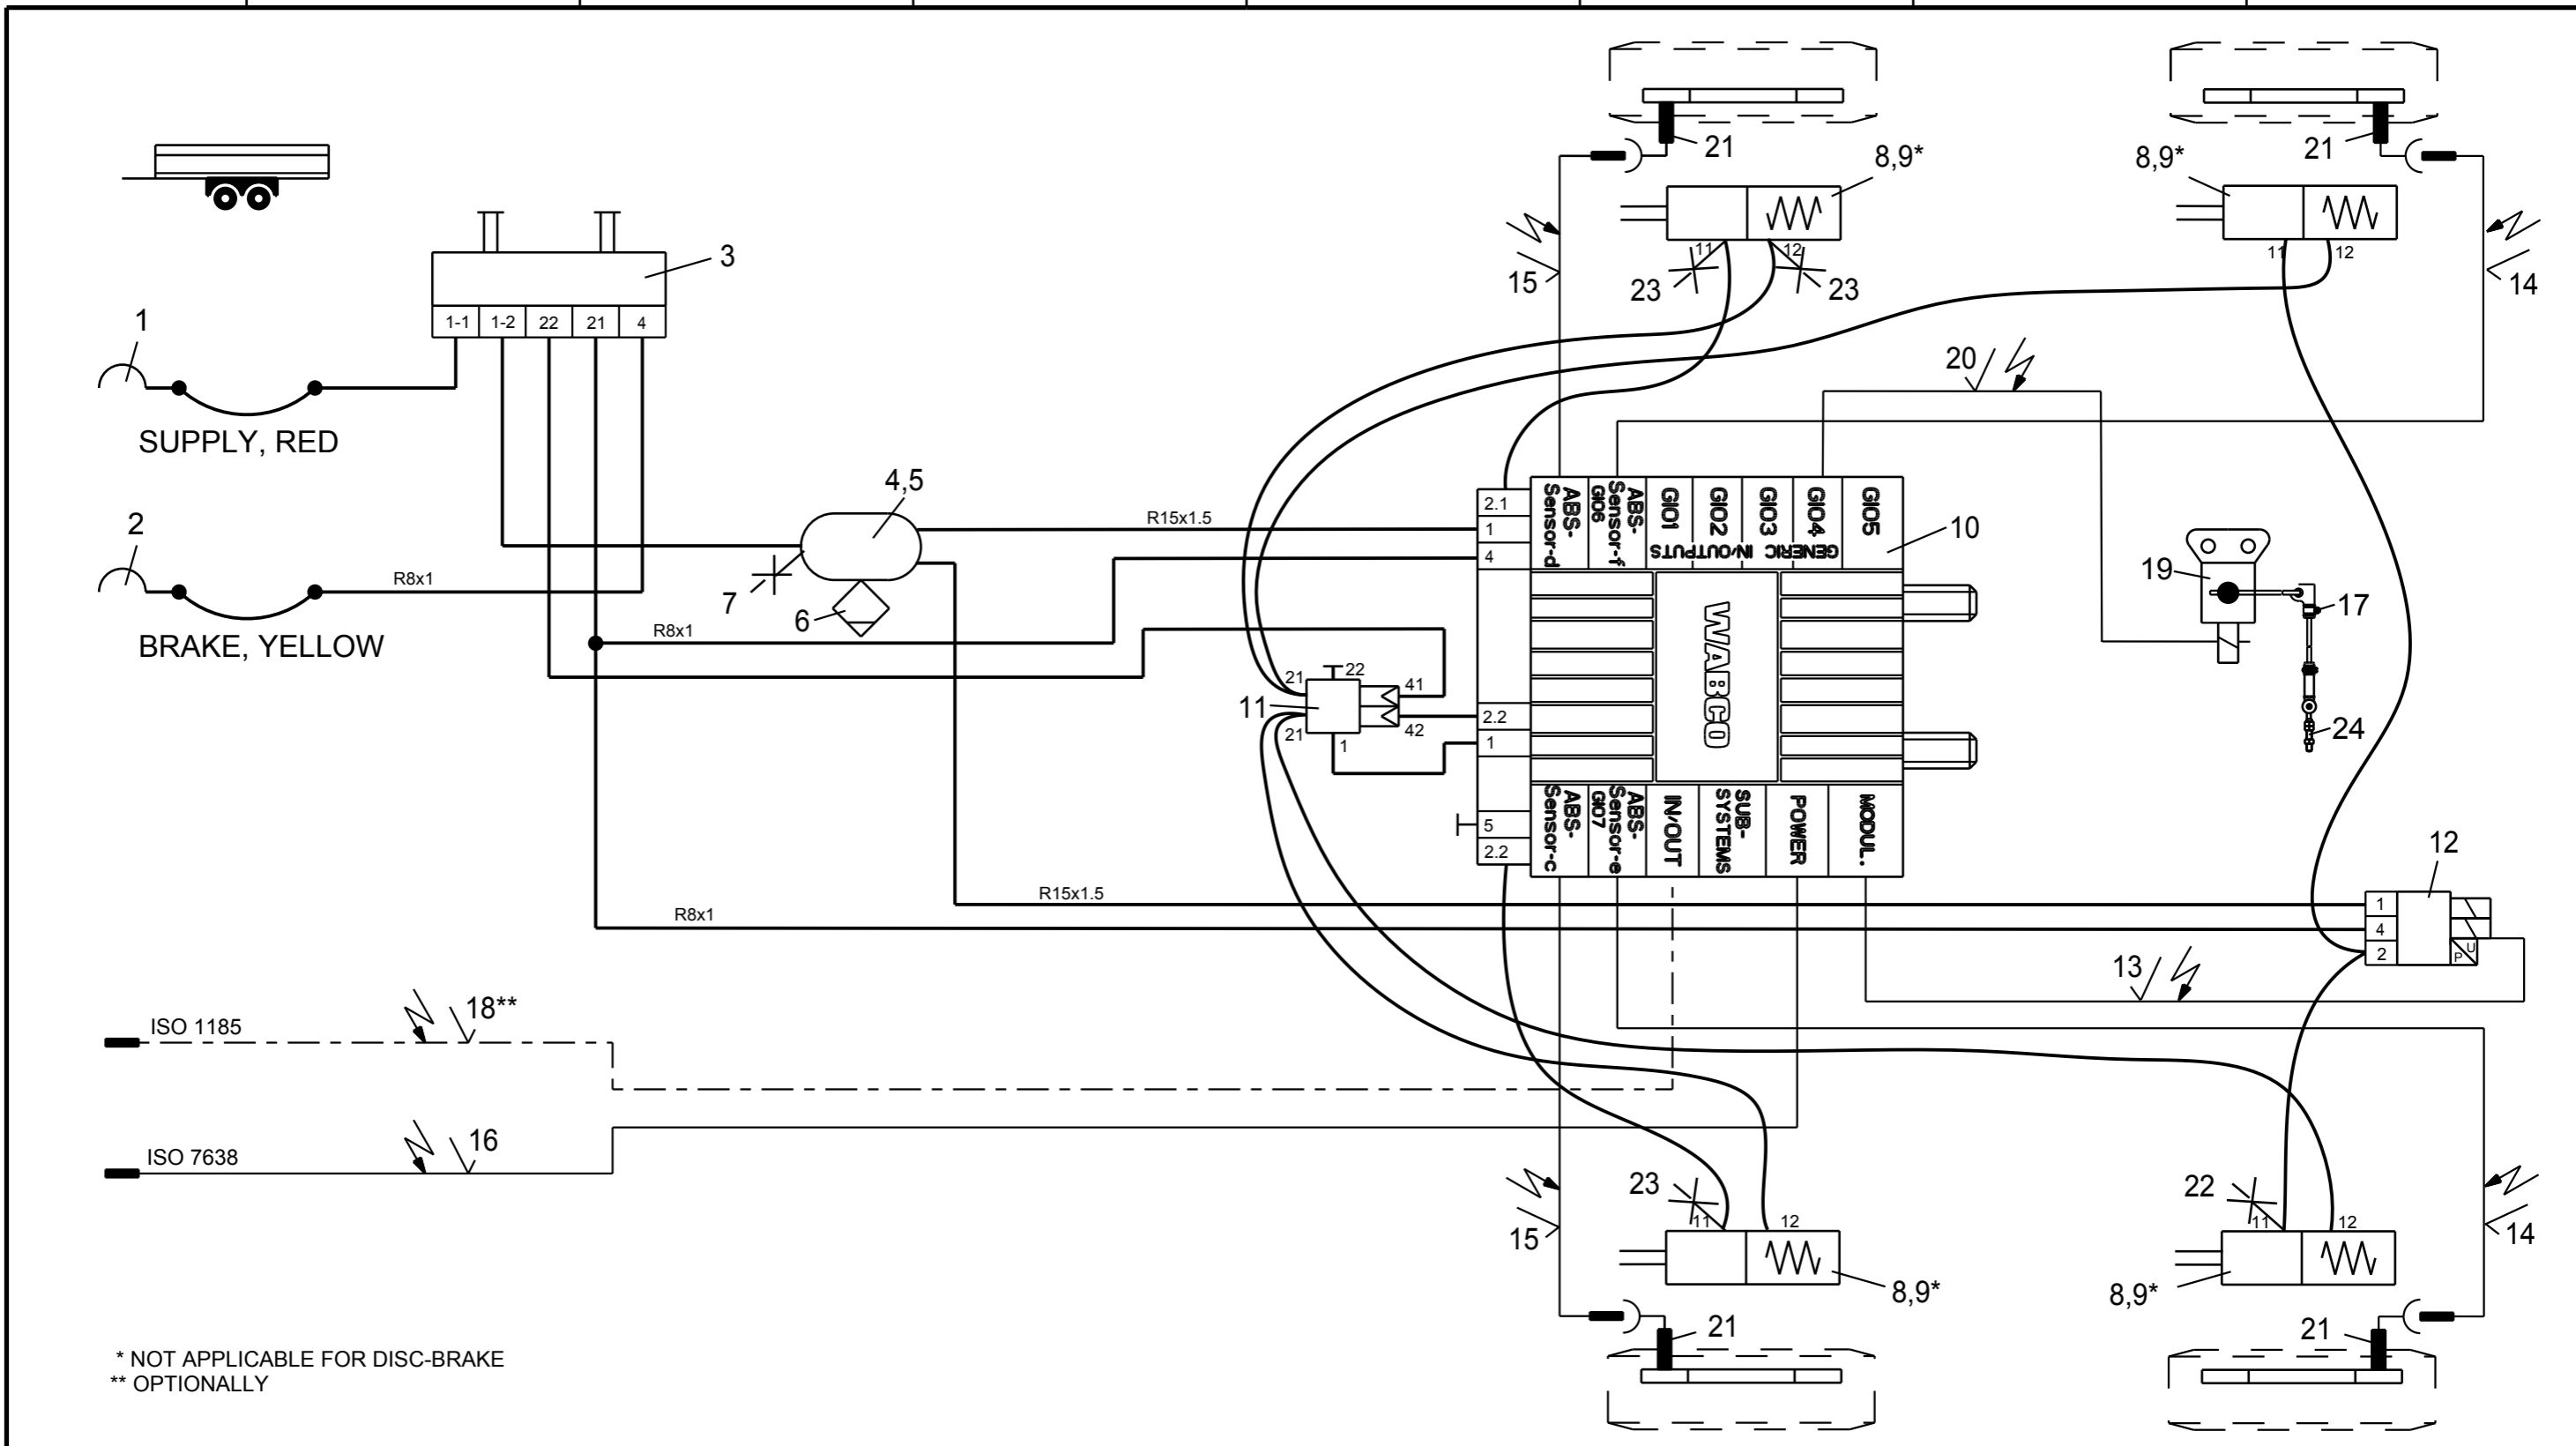 21
21
8,9*
8,9*
11
12
11
12
23
23
15
14
3
1-1
1-2
22
21
4
1
SUPPLY, RED
20
2
R8x1
BRAKE, YELLOW
4,5
R15x1.5
7
6
R8x1
2.1
1
4
ABS-
Sensor-d
ABS-
Sensor-f
GIO6
GIO1
GIO2
GIO3
GIO4
GIO5
GENERIC IN/OUTPUTS
10
WABCO
19
17
24
21
22
41
11
21
1
42
2.2
1
5
2.2
ABS-
Sensor-c
ABS-
Sensor-e
GIO7
IN/OUT
SUB-
SYSTEMS
POWER
MODUL.
12
1
4
2
U
P
R15x1.5
R8x1
13
ISO 1185
18**
ISO 7638
16
23
11
12
22
11
12
15
14
8,9*
8,9*
21
21
* NOT APPLICABLE FOR DISC-BRAKE
** OPTIONALLY